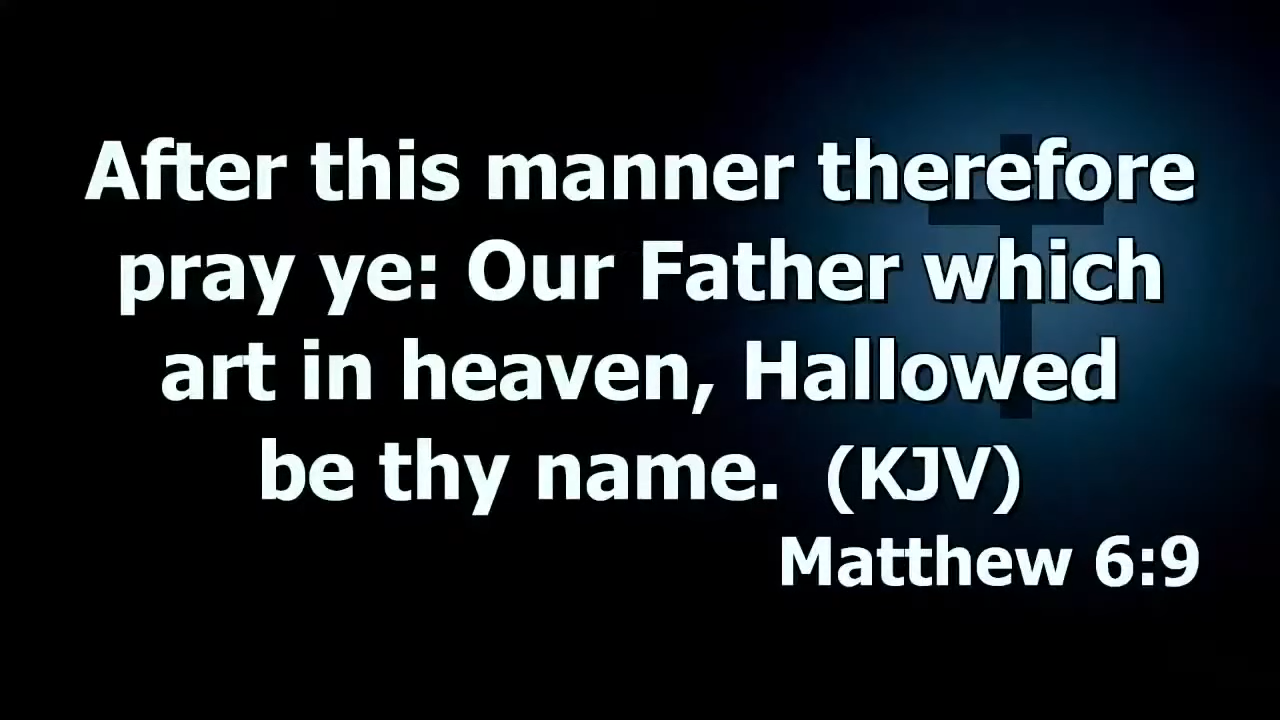 After this manner therefore
pray ye: Our Father which
art in heaven, Hallowed
be thy name. (KJV)
Matthew 6:9